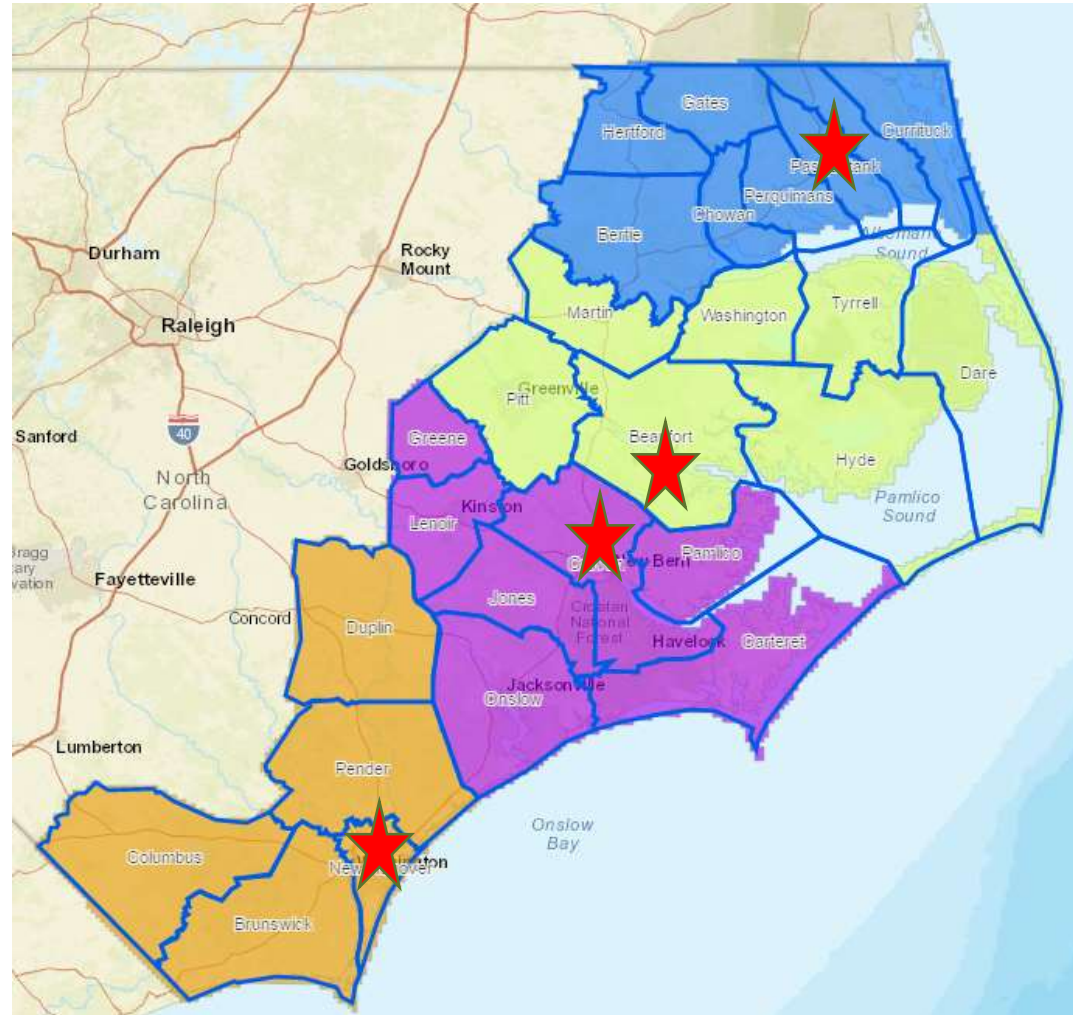 Gates
Hertford
Currituck
Perquimans
Chowan
Bertie
Sound
Durham
Rocky
Mount
Martin
Washington
Tyrrell
Raleigh
Dare
Greenville
Pitt
40
Sanford
Greene
Goldsboro
Hyde
North
Carolina
Kinston
Lenoir
Pamlico
Sound
Pamlico
Fayetteville
Jones
Croatan
National
Forest
Concord
Duplin
Havelock
Carteret
Jacksonville
Onslow
Lumberton
Pender
Onslow
Bay
Columbus
Brunswick